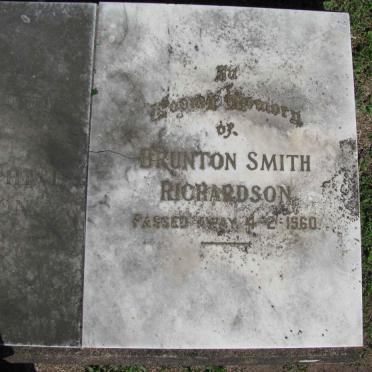 In
Loving Memory
of
BRUNTON SMITH
RICHARDSON
PASSED AWAY 4-2-1960